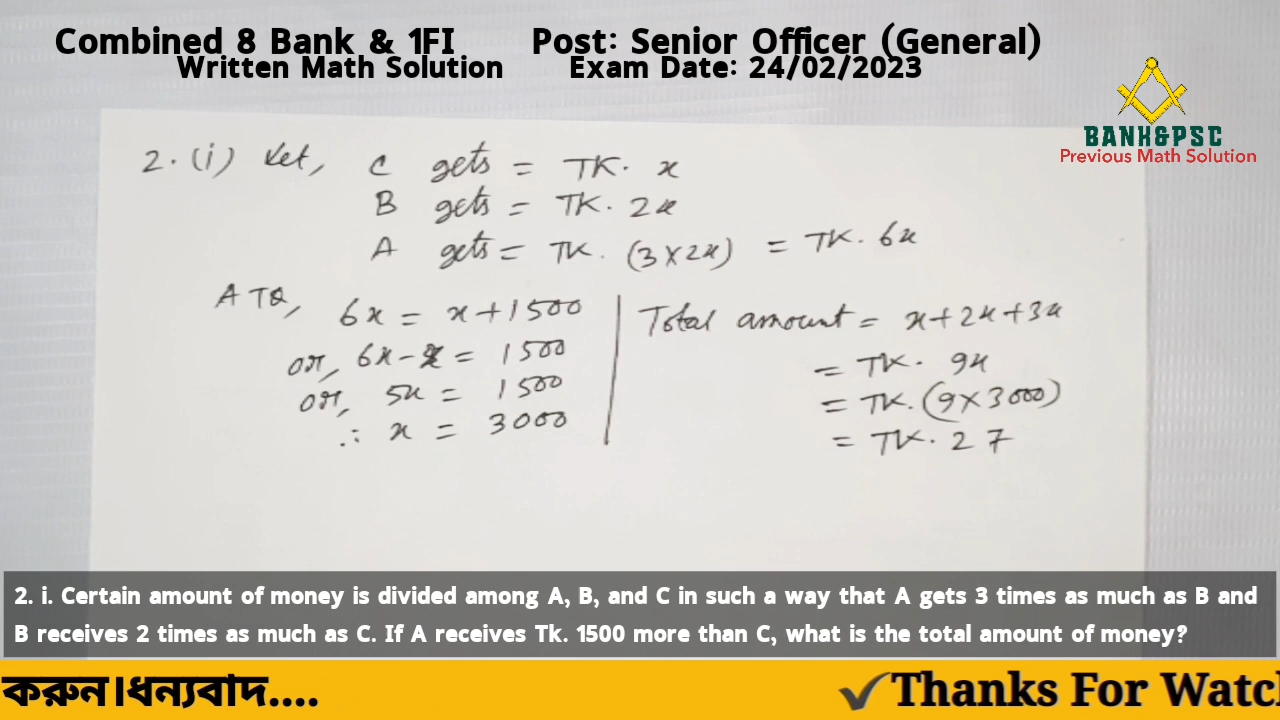 Combined 8 Bank & 1FI Post: Senior Officer (General)
Written Math Solution Exam Date: 24/02/2023
BANK&PSC
Previous Math Solution
2. (i) Let, C gets = TK. x
B gets = TK. 2x
A gets = TK. (3×2x) = TK. 6x
ATQ,
6x = x+1500
or, 6x-x = 1500
or, 5x = 1500
∴ x = 3000
Total amount = x+2x+3x
= TK. 9x
= TK. (9×3000)
= TK. 27
2. i. Certain amount of money is divided among A, B, and C in such a way that A gets 3 times as much as B and
B receives 2 times as much as C. If A receives Tk. 1500 more than C, what is the total amount of money?
করুন।ধন্যবাদ.... ✔Thanks For Watc